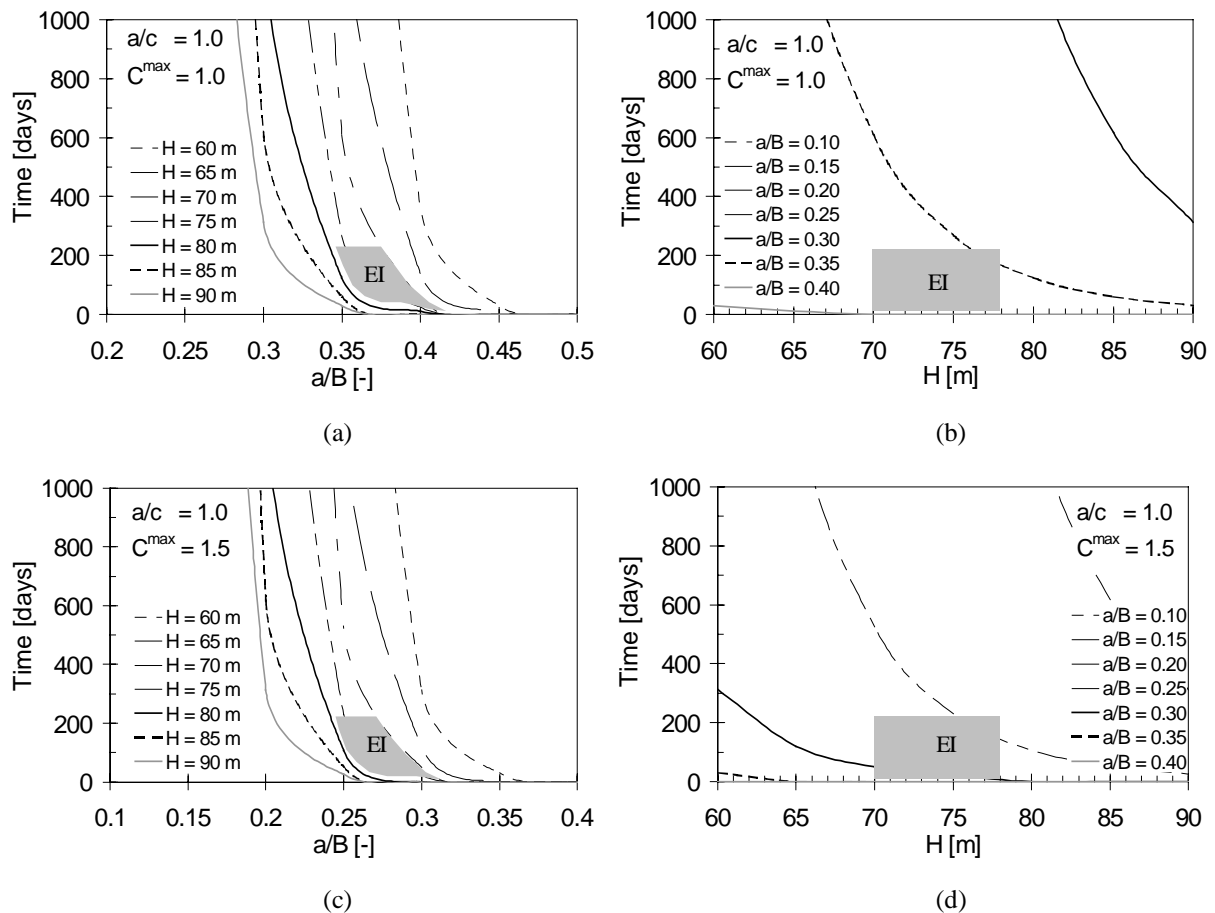 1000
800
600
400
200
0
Time [days]
a/c = 1.0
C^max = 1.0
H = 60 m
H = 65 m
H = 70 m
H = 75 m
H = 80 m
H = 85 m
H = 90 m
EI
0.2 0.25 0.3 0.35 0.4 0.45 0.5
a/B [-]
(a)
1000
800
600
400
200
0
Time [days]
a/c = 1.0
C^max = 1.0
a/B = 0.10
a/B = 0.15
a/B = 0.20
a/B = 0.25
a/B = 0.30
a/B = 0.35
a/B = 0.40
EI
60 65 70 75 80 85 90
H [m]
(b)
1000
800
600
400
200
0
Time [days]
a/c = 1.0
C^max = 1.5
H = 60 m
H = 65 m
H = 70 m
H = 75 m
H = 80 m
H = 85 m
H = 90 m
EI
0.1 0.15 0.2 0.25 0.3 0.35 0.4
a/B [-]
(c)
1000
800
600
400
200
0
Time [days]
a/c = 1.0
C^max = 1.5
a/B = 0.10
a/B = 0.15
a/B = 0.20
a/B = 0.25
a/B = 0.30
a/B = 0.35
a/B = 0.40
EI
60 65 70 75 80 85 90
H [m]
(d)